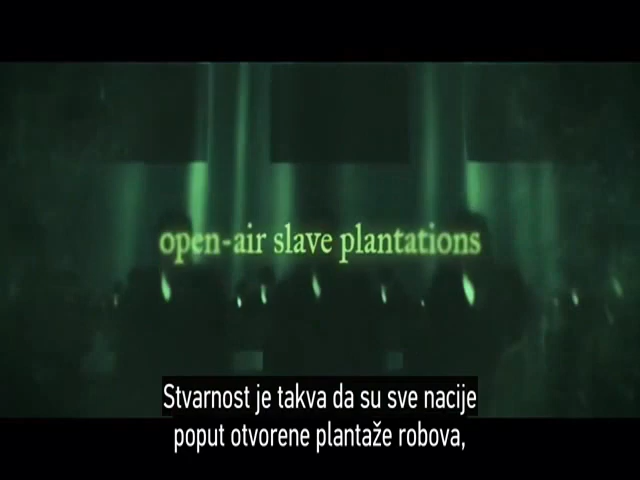 open-air slave plantations
Stvarnost je takva da su sve nacije
poput otvorene plantaže robova,